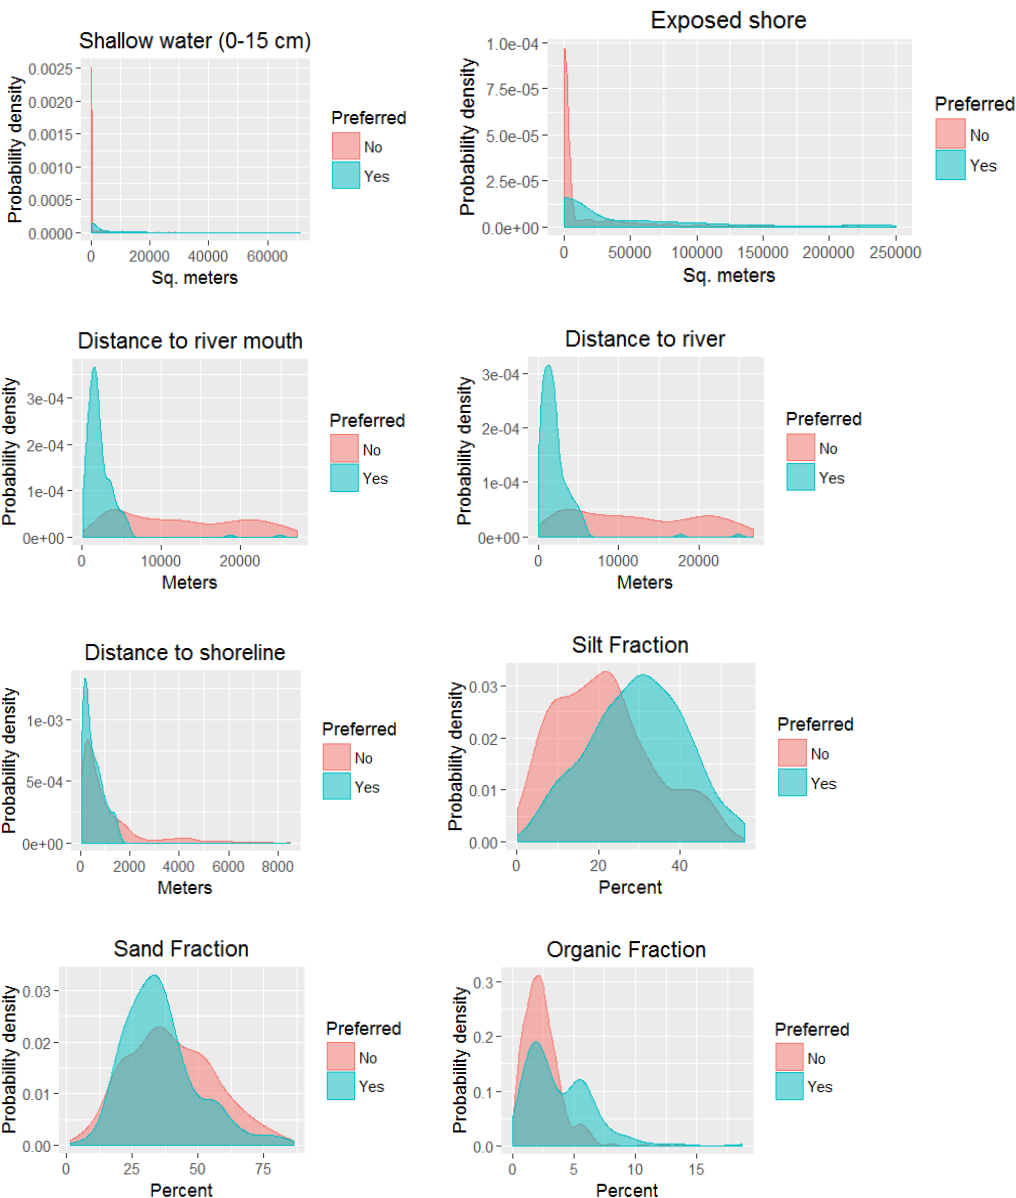 Shallow water (0-15 cm)
Probability density
0.0025
0.0020
0.0015
0.0010
0.0005
0.0000
0 20000 40000 60000
Sq. meters
Preferred
No
Yes
Exposed shore
Probability density
1.0e-04
7.5e-05
5.0e-05
2.5e-05
0.0e+00
0 50000 100000 150000 200000 250000
Sq. meters
Preferred
No
Yes
Distance to river mouth
Probability density
3e-04
2e-04
1e-04
0e+00
0 10000 20000
Meters
Preferred
No
Yes
Distance to river
Probability density
3e-04
2e-04
1e-04
0e+00
0 10000 20000
Meters
Preferred
No
Yes
Distance to shoreline
Probability density
1e-03
5e-04
0e+00
0 2000 4000 6000 8000
Meters
Preferred
No
Yes
Silt Fraction
Probability density
0.03
0.02
0.01
0.00
0 20 40
Percent
Preferred
No
Yes
Sand Fraction
Probability density
0.03
0.02
0.01
0.00
0 25 50 75
Percent
Preferred
No
Yes
Organic Fraction
Probability density
0.3
0.2
0.1
0.0
0 5 10 15
Percent
Preferred
No
Yes